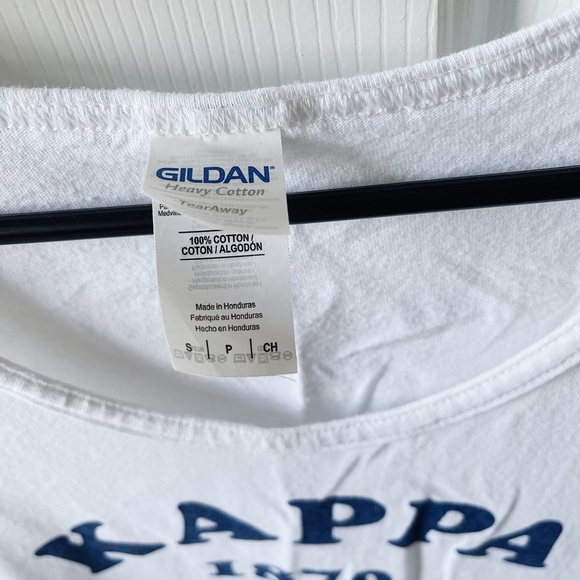 GILDAN®
Heavy Cotton
TearAway
100% COTTON /
COTON / ALGODÓN
Made in Honduras
Fabriqué au Honduras
Hecho en Honduras
S | P | CH
KAPPA
1870